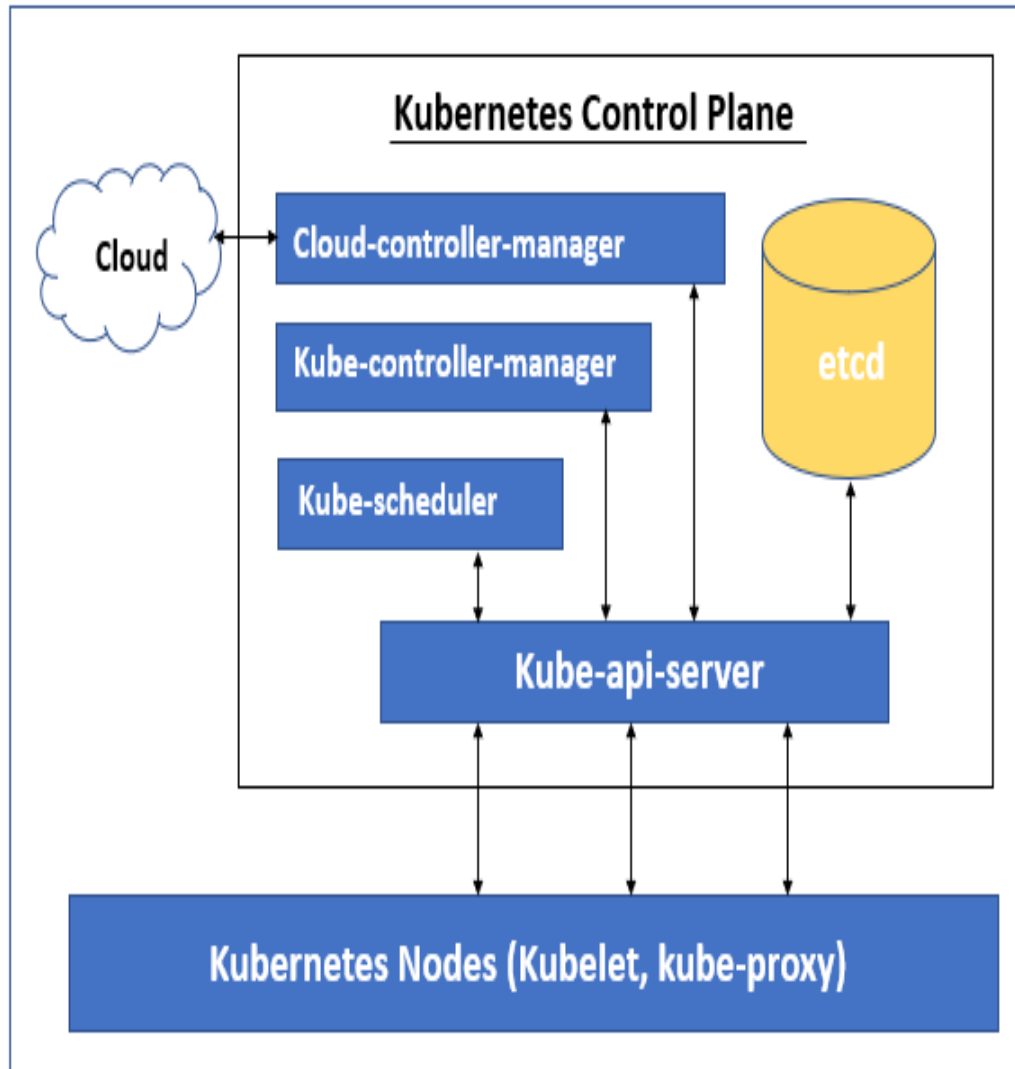 Kubernetes Control Plane
Cloud
Cloud-controller-manager
Kube-controller-manager
etcd
Kube-scheduler
Kube-api-server
Kubernetes Nodes (Kubelet, kube-proxy)